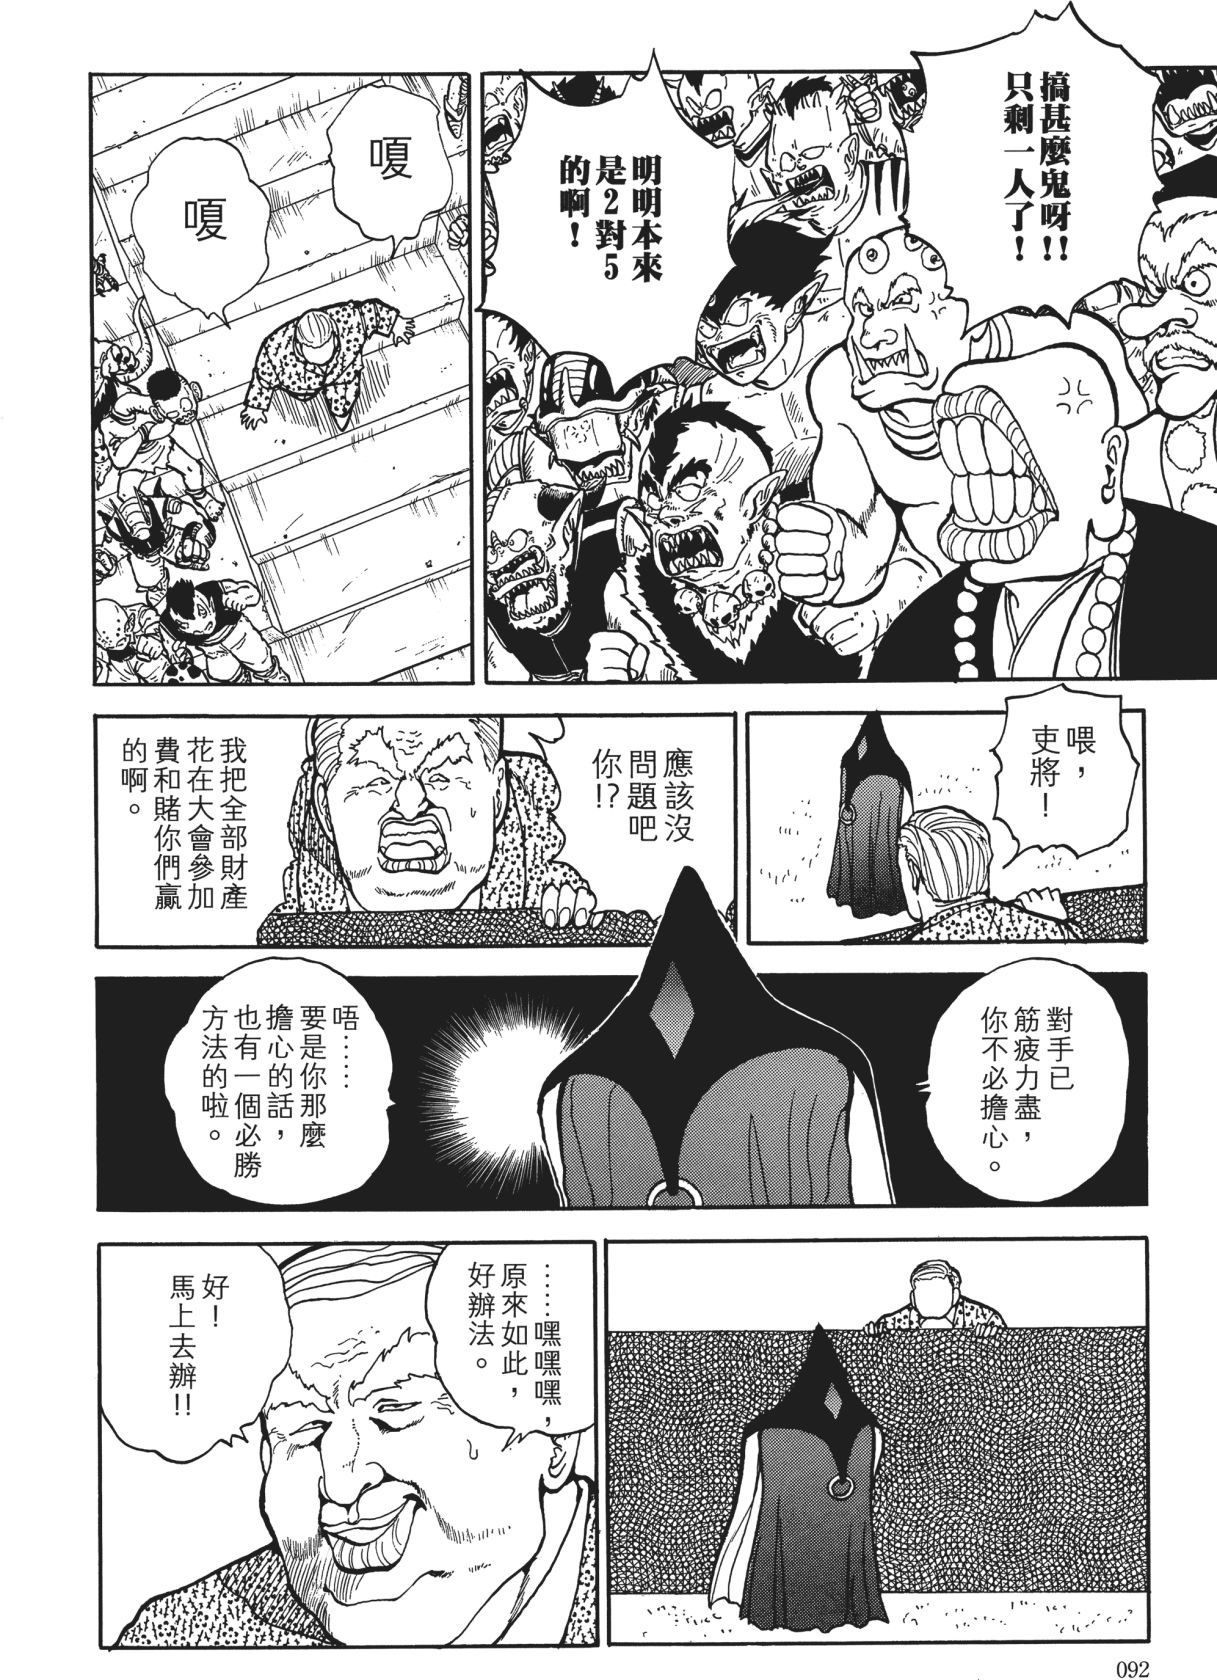 搞甚麼鬼呀!!
只剩一人了!
明明本來
是2對5
的啊!
嗄
嗄
喂，
吏將!
應該沒
問題吧
你!?
我把全部財產
花在大會參加
費和賭你們贏
的啊。
對手已
筋疲力盡，
你不必擔心。
唔……
要是你那麼
擔心的話，
也有一個必勝
方法的啦。
……嘿嘿嘿，
原來如此，
好辦法。
好!
馬上去辦!!
092